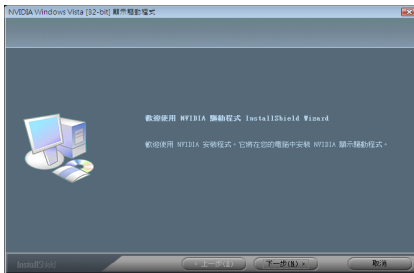 NVIDIA Windows Vista [32-bit] 顯示驅動程式
歡迎使用 NVIDIA 驅動程式 InstallShield Wizard
歡迎使用 NVIDIA 安裝程式。它將在您的電腦中安裝 NVIDIA 顯示驅動程式。
InstallShield
< 上一步(B)
下一步(N) >
取消